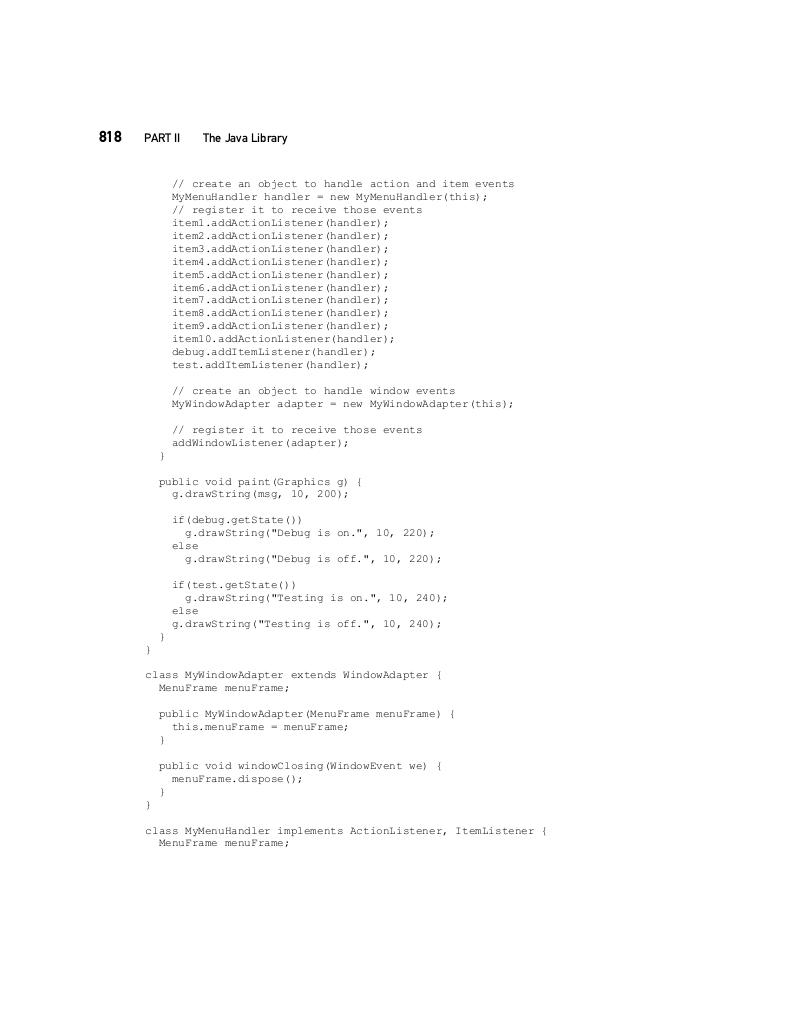 818 PART II The Java Library
// create an object to handle action and item events
MyMenuHandler handler = new MyMenuHandler(this);
// register it to receive those events
item1.addActionListener(handler);
item2.addActionListener(handler);
item3.addActionListener(handler);
item4.addActionListener(handler);
item5.addActionListener(handler);
item6.addActionListener(handler);
item7.addActionListener(handler);
item8.addActionListener(handler);
item9.addActionListener(handler);
item10.addActionListener(handler);
debug.addItemListener(handler);
test.addItemListener(handler);
// create an object to handle window events
MyWindowAdapter adapter = new MyWindowAdapter(this);
// register it to receive those events
addWindowListener(adapter);
}
public void paint(Graphics g) {
g.drawString(msg, 10, 200);
if(debug.getState())
g.drawString("Debug is on.", 10, 220);
else
g.drawString("Debug is off.", 10, 220);
if(test.getState())
g.drawString("Testing is on.", 10, 240);
else
g.drawString("Testing is off.", 10, 240);
}
}
class MyWindowAdapter extends WindowAdapter {
MenuFrame menuFrame;
public MyWindowAdapter(MenuFrame menuFrame) {
this.menuFrame = menuFrame;
}
public void windowClosing(WindowEvent we) {
menuFrame.dispose();
}
}
class MyMenuHandler implements ActionListener, ItemListener {
MenuFrame menuFrame;